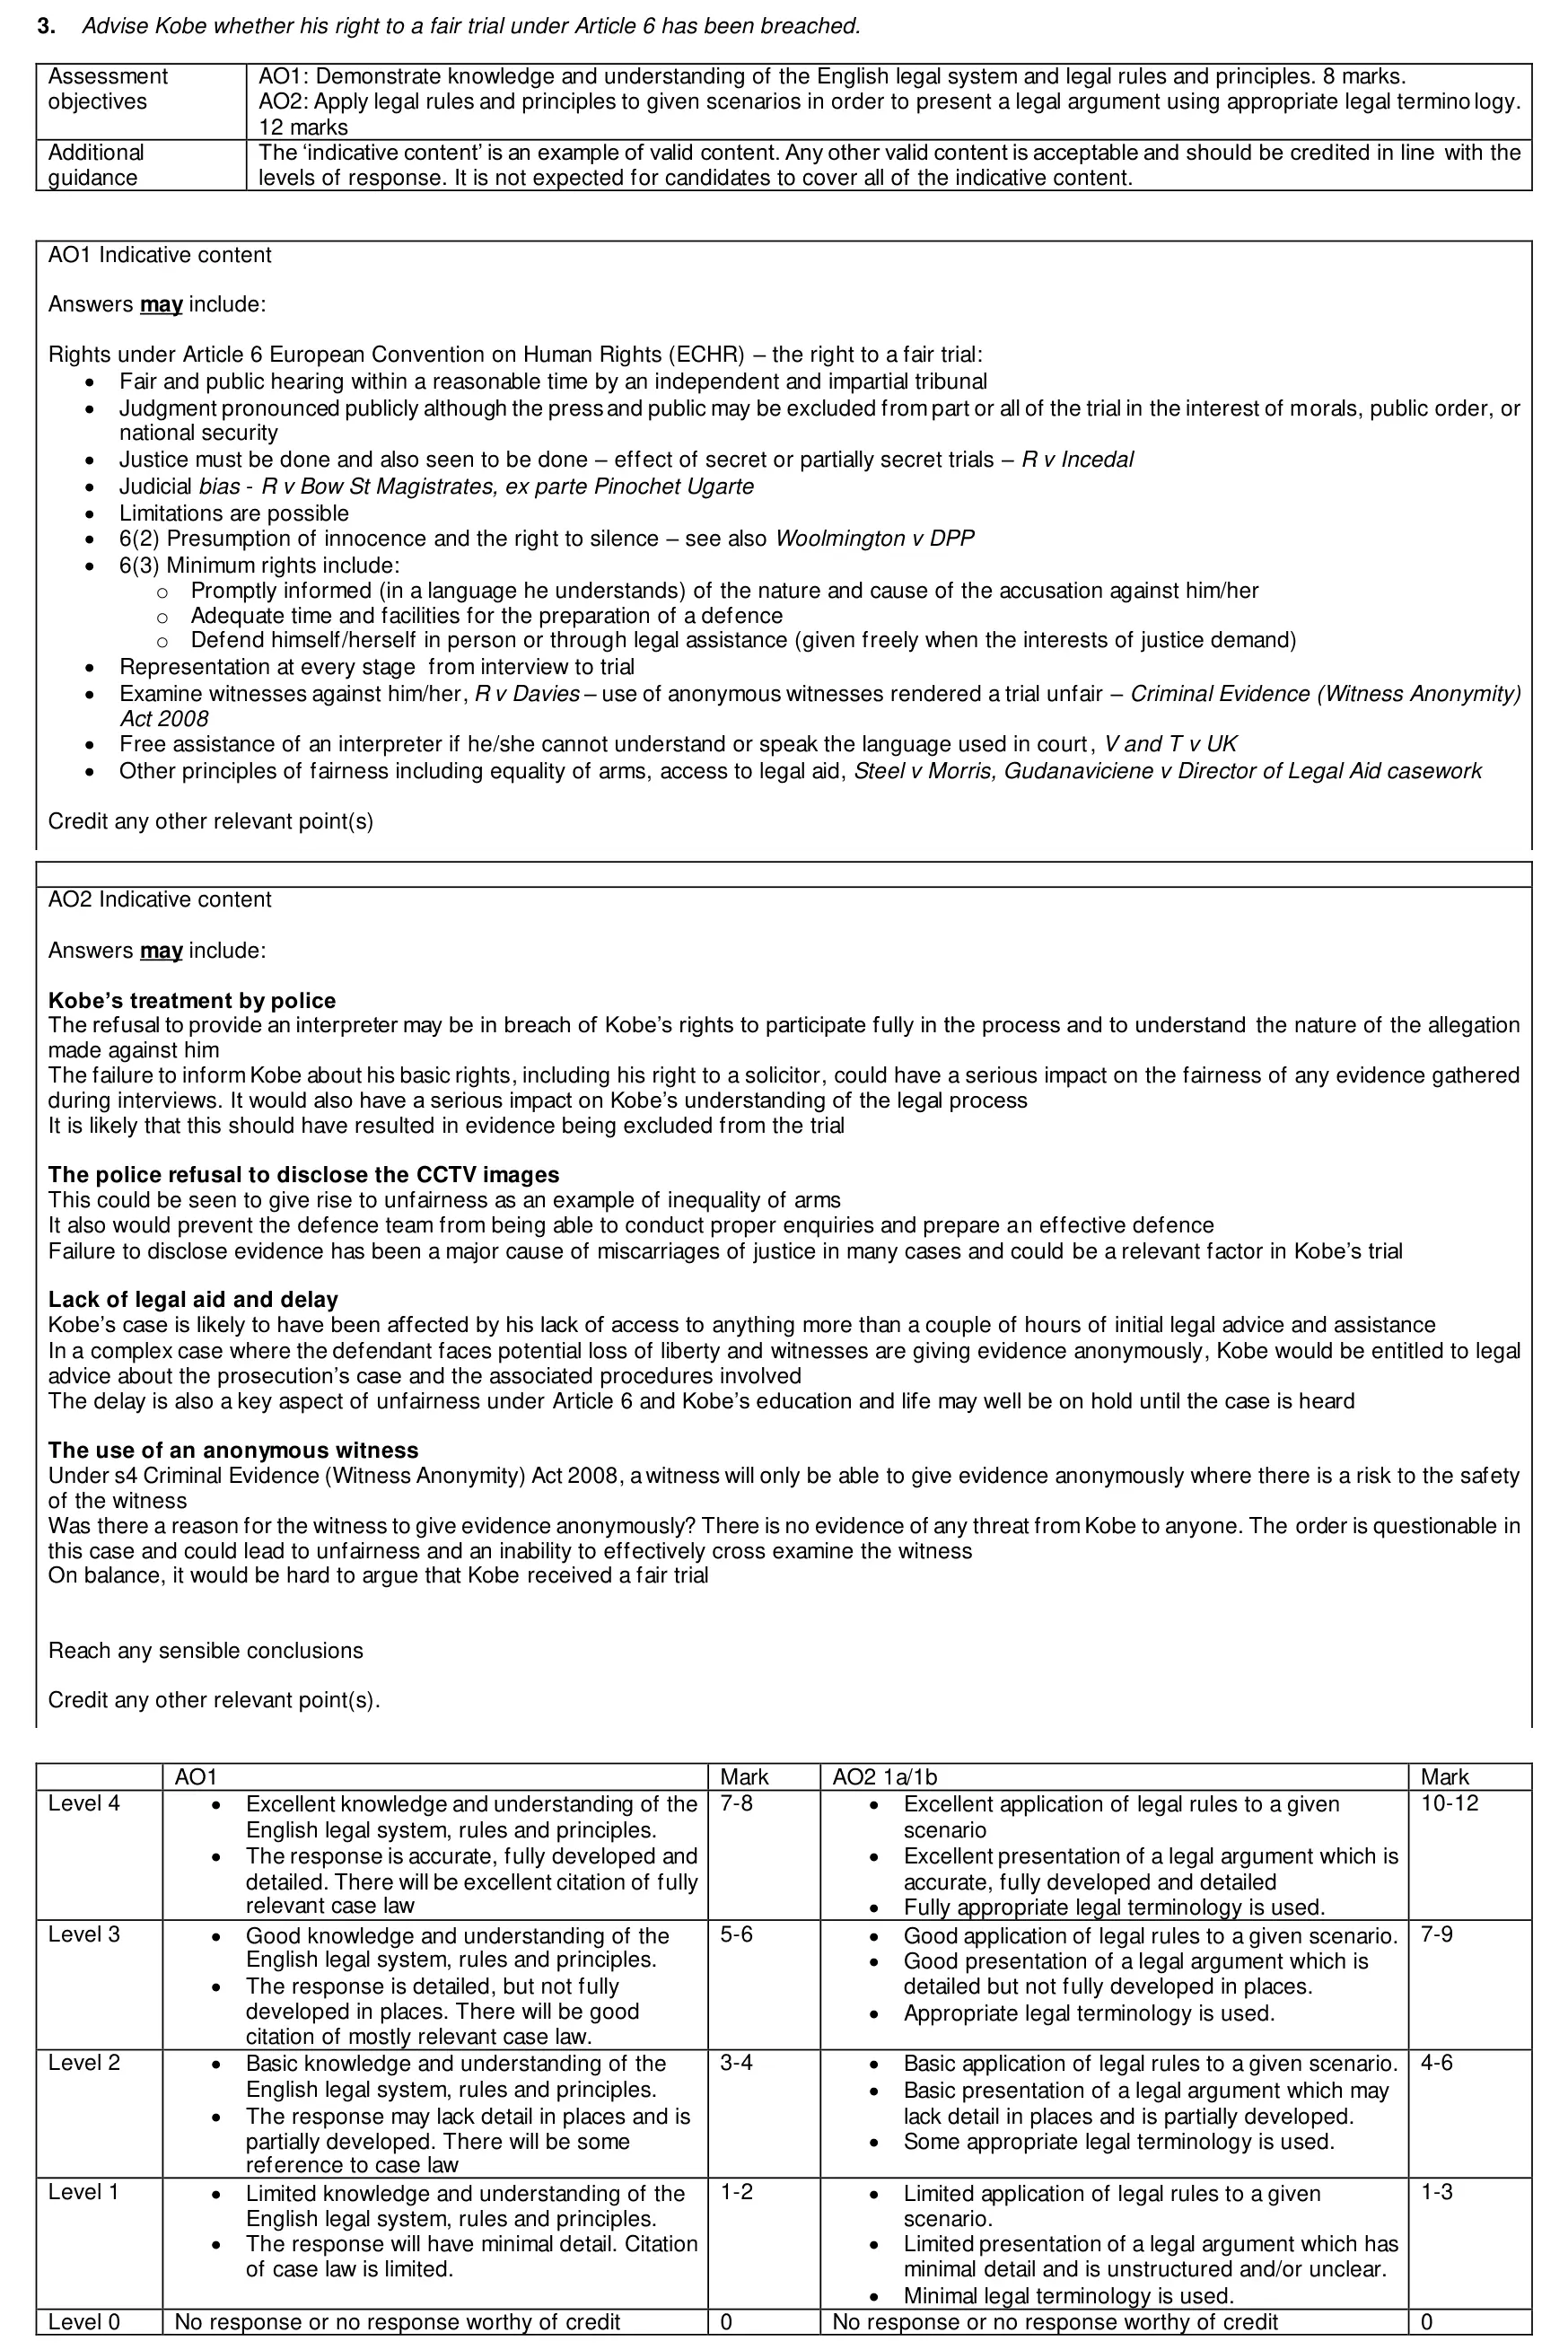 3. Advise Kobe whether his right to a fair trial under Article 6 has been breached.
Assessment objectives
AO1: Demonstrate knowledge and understanding of the English legal system and legal rules and principles. 8 marks.
AO2: Apply legal rules and principles to given scenarios in order to present a legal argument using appropriate legal terminology.
12 marks
Additional guidance
The ‘indicative content’ is an example of valid content. Any other valid content is acceptable and should be credited in line with the
levels of response. It is not expected for candidates to cover all of the indicative content.
AO1 Indicative content
Answers may include:
Rights under Article 6 European Convention on Human Rights (ECHR) – the right to a fair trial:
• Fair and public hearing within a reasonable time by an independent and impartial tribunal
• Judgment pronounced publicly although the press and public may be excluded from part or all of the trial in the interest of morals, public order, or
national security
• Justice must be done and also seen to be done – effect of secret or partially secret trials – R v Incedal
• Judicial bias - R v Bow St Magistrates, ex parte Pinochet Ugarte
• Limitations are possible
• 6(2) Presumption of innocence and the right to silence – see also Woolmington v DPP
• 6(3) Minimum rights include:
o Promptly informed (in a language he understands) of the nature and cause of the accusation against him/her
o Adequate time and facilities for the preparation of a defence
o Defend himself/herself in person or through legal assistance (given freely when the interests of justice demand)
• Representation at every stage from interview to trial
• Examine witnesses against him/her, R v Davies – use of anonymous witnesses rendered a trial unfair – Criminal Evidence (Witness Anonymity)
Act 2008
• Free assistance of an interpreter if he/she cannot understand or speak the language used in court, V and T v UK
• Other principles of fairness including equality of arms, access to legal aid, Steel v Morris, Gudanaviciene v Director of Legal Aid casework
Credit any other relevant point(s)
AO2 Indicative content
Answers may include:
Kobe’s treatment by police
The refusal to provide an interpreter may be in breach of Kobe’s rights to participate fully in the process and to understand the nature of the allegation
made against him
The failure to inform Kobe about his basic rights, including his right to a solicitor, could have a serious impact on the fairness of any evidence gathered
during interviews. It would also have a serious impact on Kobe’s understanding of the legal process
It is likely that this should have resulted in evidence being excluded from the trial
The police refusal to disclose the CCTV images
This could be seen to give rise to unfairness as an example of inequality of arms
It also would prevent the defence team from being able to conduct proper enquiries and prepare an effective defence
Failure to disclose evidence has been a major cause of miscarriages of justice in many cases and could be a relevant factor in Kobe’s trial
Lack of legal aid and delay
Kobe’s case is likely to have been affected by his lack of access to anything more than a couple of hours of initial legal advice and assistance
In a complex case where the defendant faces potential loss of liberty and witnesses are giving evidence anonymously, Kobe would be entitled to legal
advice about the prosecution’s case and the associated procedures involved
The delay is also a key aspect of unfairness under Article 6 and Kobe’s education and life may well be on hold until the case is heard
The use of an anonymous witness
Under s4 Criminal Evidence (Witness Anonymity) Act 2008, a witness will only be able to give evidence anonymously where there is a risk to the safety
of the witness
Was there a reason for the witness to give evidence anonymously? There is no evidence of any threat from Kobe to anyone. The order is questionable in
this case and could lead to unfairness and an inability to effectively cross examine the witness
On balance, it would be hard to argue that Kobe received a fair trial
Reach any sensible conclusions
Credit any other relevant point(s).
AO1 Mark AO2 1a/1b Mark
Level 4
• Excellent knowledge and understanding of the
English legal system, rules and principles.
• The response is accurate, fully developed and
detailed. There will be excellent citation of fully
relevant case law
7-8
• Excellent application of legal rules to a given
scenario
• Excellent presentation of a legal argument which is
accurate, fully developed and detailed
• Fully appropriate legal terminology is used.
10-12
Level 3
• Good knowledge and understanding of the
English legal system, rules and principles.
• The response is detailed, but not fully
developed in places. There will be good
citation of mostly relevant case law.
5-6
• Good application of legal rules to a given scenario.
• Good presentation of a legal argument which is
detailed but not fully developed in places.
• Appropriate legal terminology is used.
7-9
Level 2
• Basic knowledge and understanding of the
English legal system, rules and principles.
• The response may lack detail in places and is
partially developed. There will be some
reference to case law
3-4
• Basic application of legal rules to a given scenario.
• Basic presentation of a legal argument which may
lack detail in places and is partially developed.
• Some appropriate legal terminology is used.
4-6
Level 1
• Limited knowledge and understanding of the
English legal system, rules and principles.
• The response will have minimal detail. Citation
of case law is limited.
1-2
• Limited application of legal rules to a given
scenario.
• Limited presentation of a legal argument which has
minimal detail and is unstructured and/or unclear.
• Minimal legal terminology is used.
1-3
Level 0
No response or no response worthy of credit
0
No response or no response worthy of credit
0